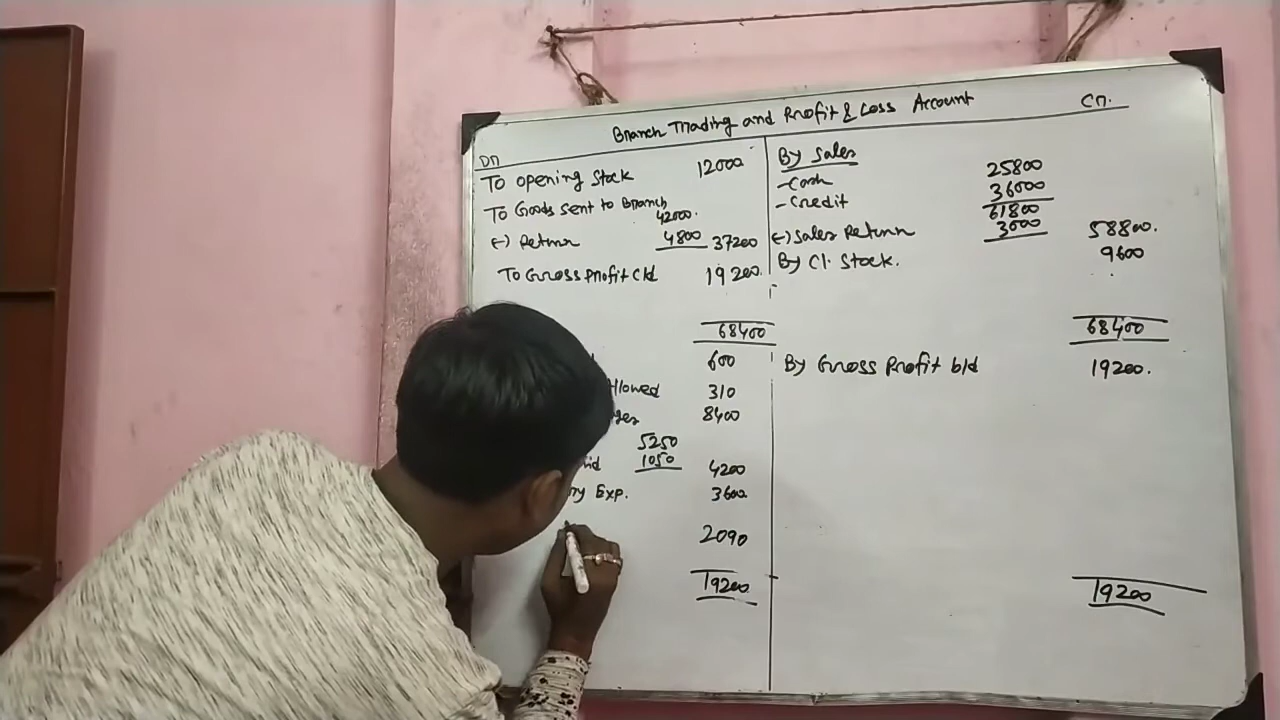 Branch Trading and Profit & Loss Account
Dr Cr.
To Opening Stock 12000
To Goods Sent to Branch
42000.
(-) Return 4800 37200
To Gross Profit C/d 19200.
68400
600
llowed 310
8400
5250
id 1050 4200
ry Exp. 3600
2090
19200
By Sales
-Cash 25800
-Credit 36000
61800
(-) Sales Return 3000 58800.
By Cl. Stock. 9600
68400
By Gross Profit b/d 19200.
19200